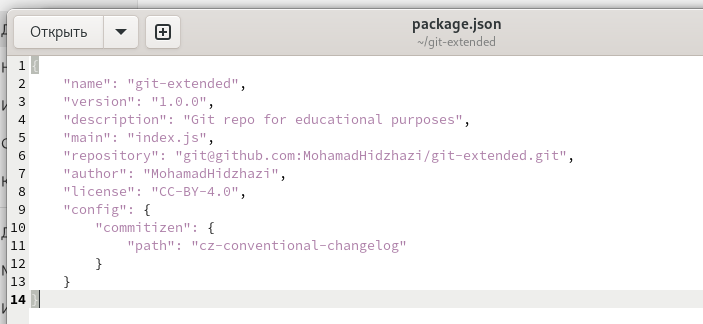 Открыть
package.json
~/git-extended
1 {
2 "name": "git-extended",
3 "version": "1.0.0",
4 "description": "Git repo for educational purposes",
5 "main": "index.js",
6 "repository": "git@github.com:MohamadHidzhazi/git-extended.git",
7 "author": "MohamadHidzhazi",
8 "license": "CC-BY-4.0",
9 "config": {
10 "commitizen": {
11 "path": "cz-conventional-changelog"
12 }
13 }
14 }